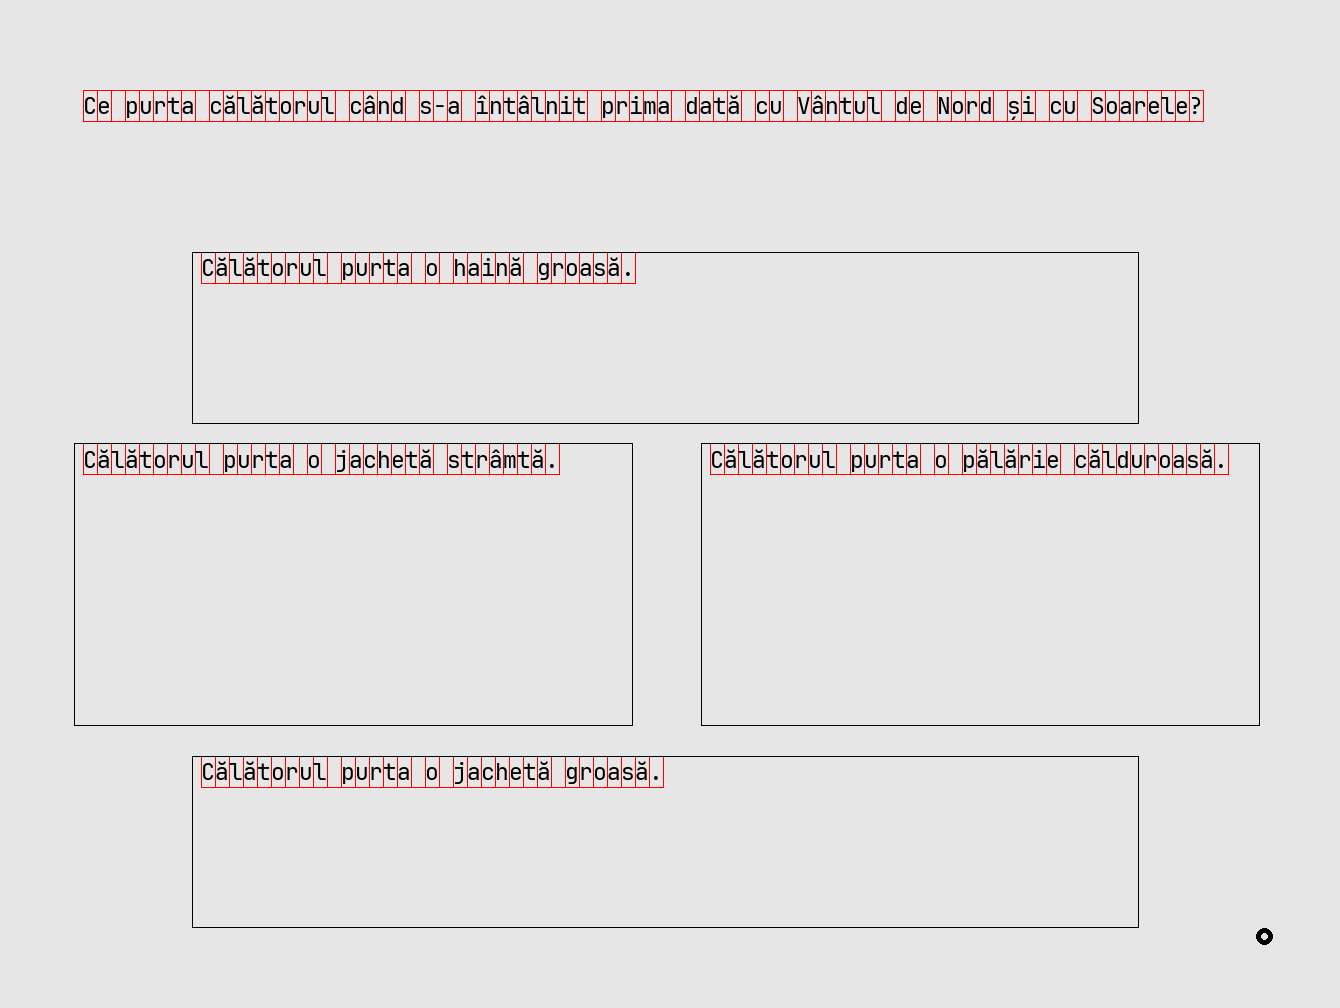 Ce purta călătorul când s-a întâlnit prima dată cu Vântul de Nord și cu Soarele?
Călătorul purta o haină groasă.
Călătorul purta o jachetă strâmtă.
Călătorul purta o pălărie călduroasă.
Călătorul purta o jachetă groasă.